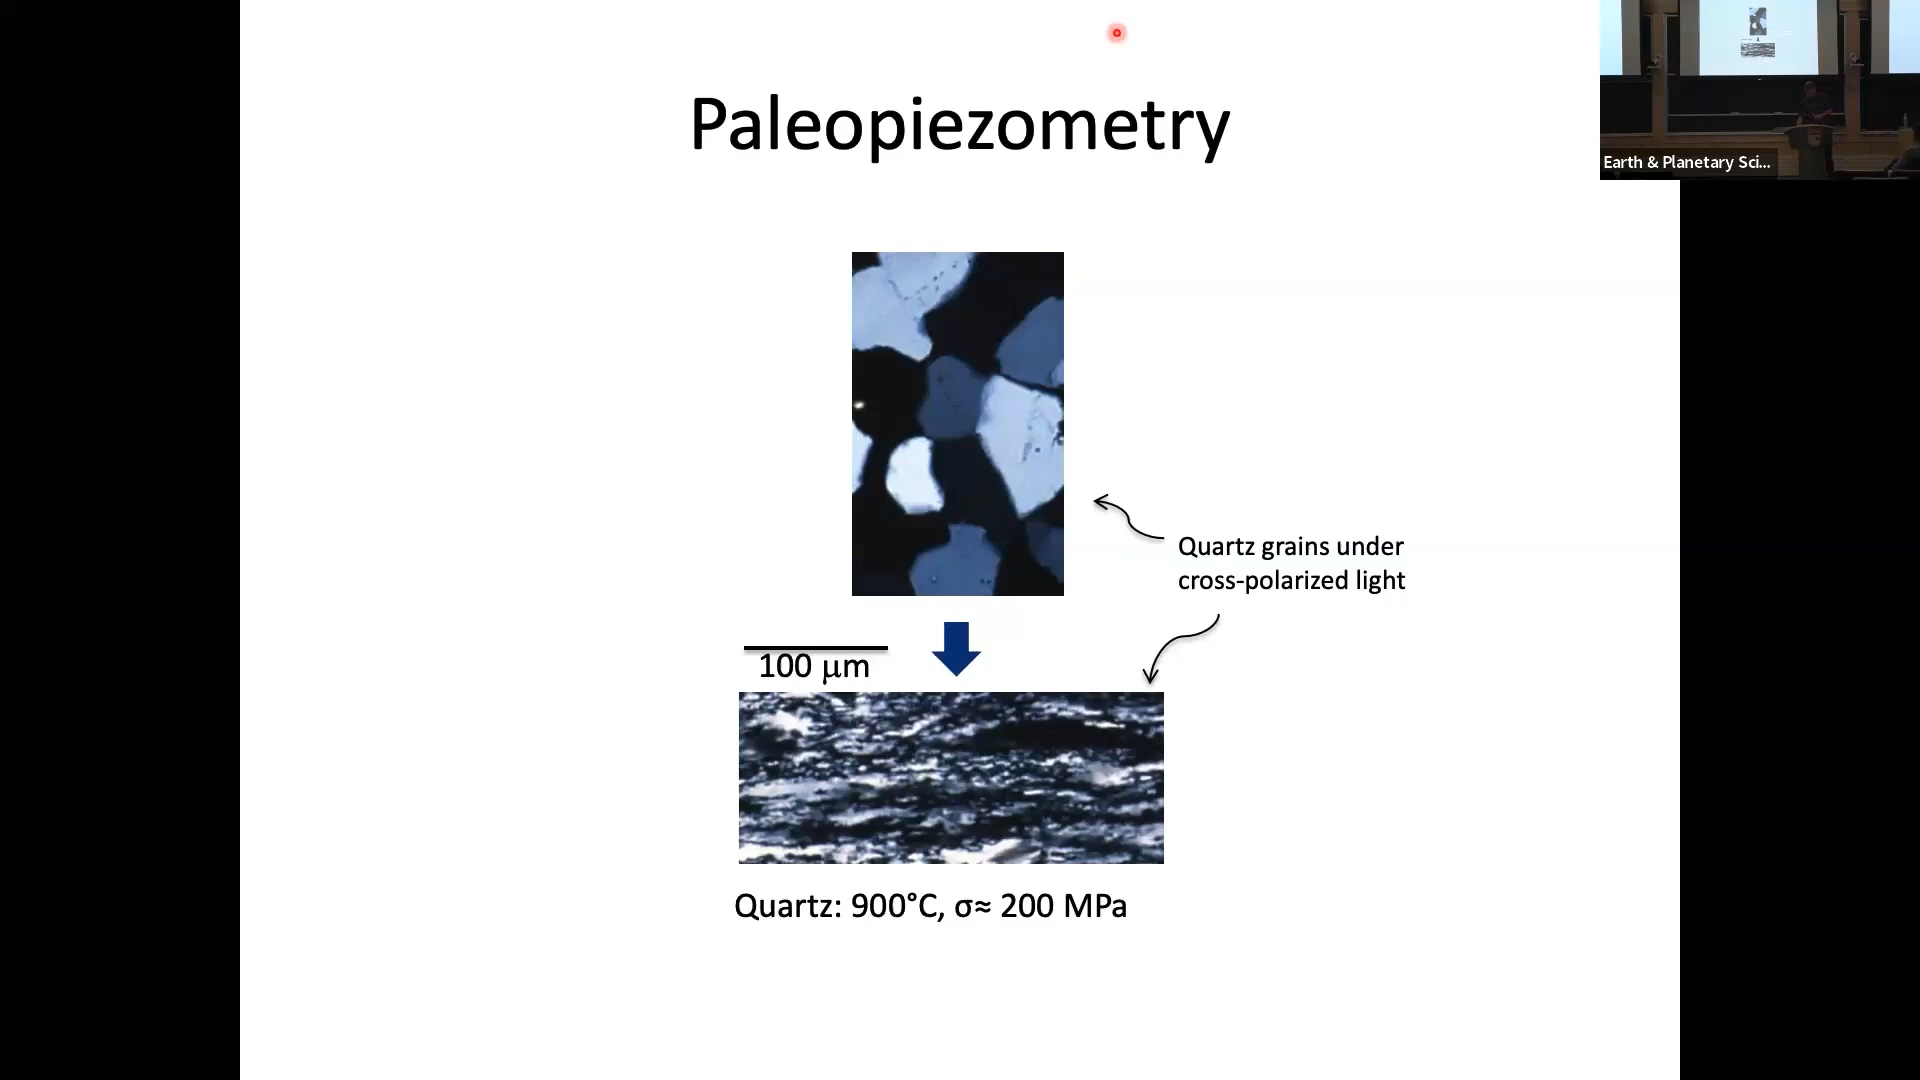 Paleopiezometry
Earth & Planetary Sci...
Quartz grains under
cross-polarized light
100 μm
Quartz: 900°C, σ≈ 200 MPa